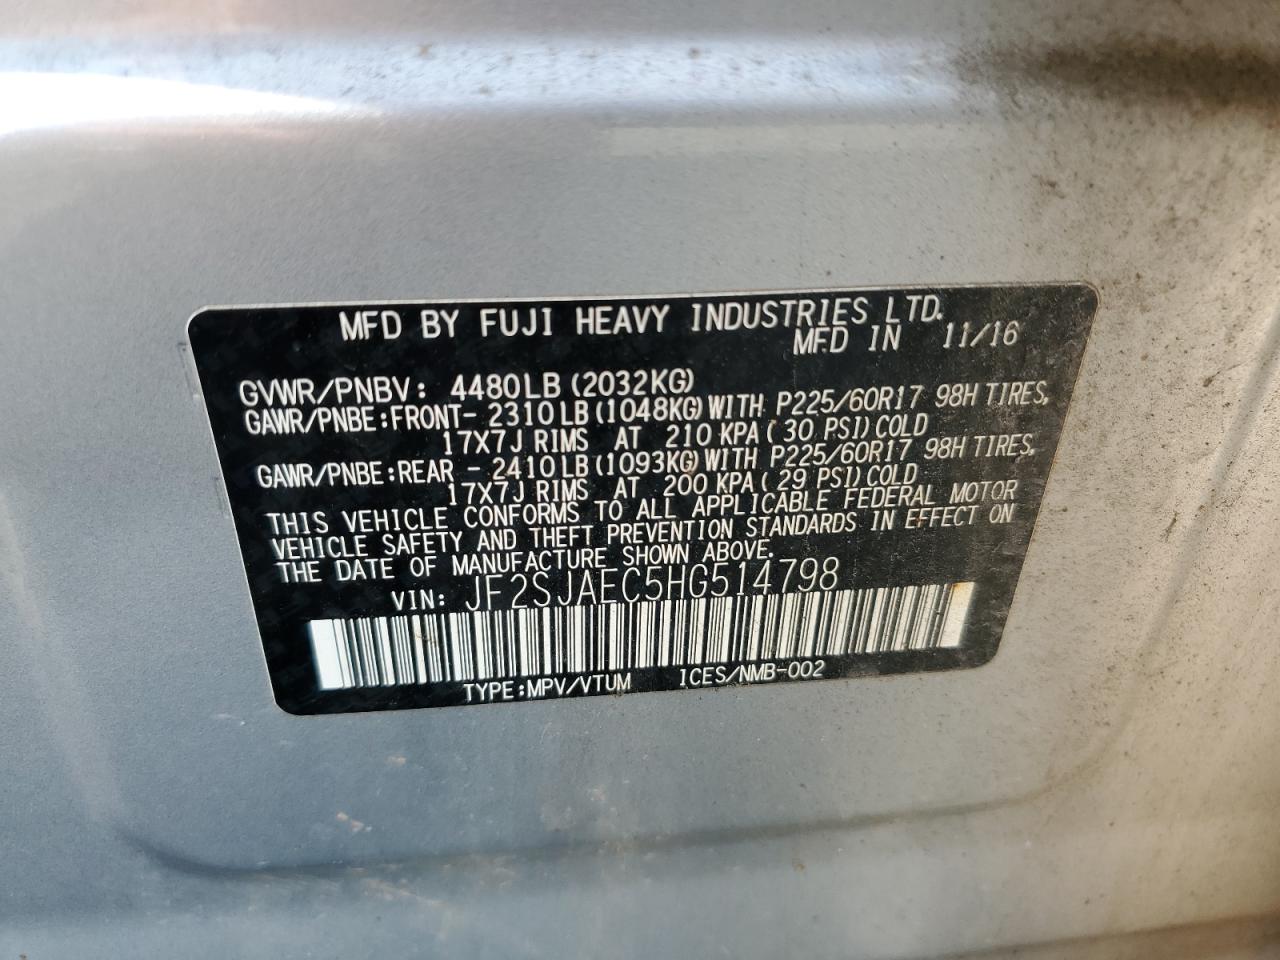 MFD BY FUJI HEAVY INDUSTRIES LTD.
MFD IN 11/16
GVWR/PNBV: 4480LB (2032KG)
GAWR/PNBE:FRONT- 2310LB (1048KG) WITH P225/60R17 98H TIRES,
17X7J RIMS AT 210 KPA ( 30 PSI) COLD
GAWR/PNBE:REAR - 2410LB (1093KG) WITH P225/60R17 98H TIRES,
17X7J RIMS AT 200 KPA ( 29 PSI) COLD
THIS VEHICLE CONFORMS TO ALL APPLICABLE FEDERAL MOTOR
VEHICLE SAFETY AND THEFT PREVENTION STANDARDS IN EFFECT ON
THE DATE OF MANUFACTURE SHOWN ABOVE.
VIN: JF2SJAEC5HG514798
TYPE:MPV/VTUM ICES/NMB-002